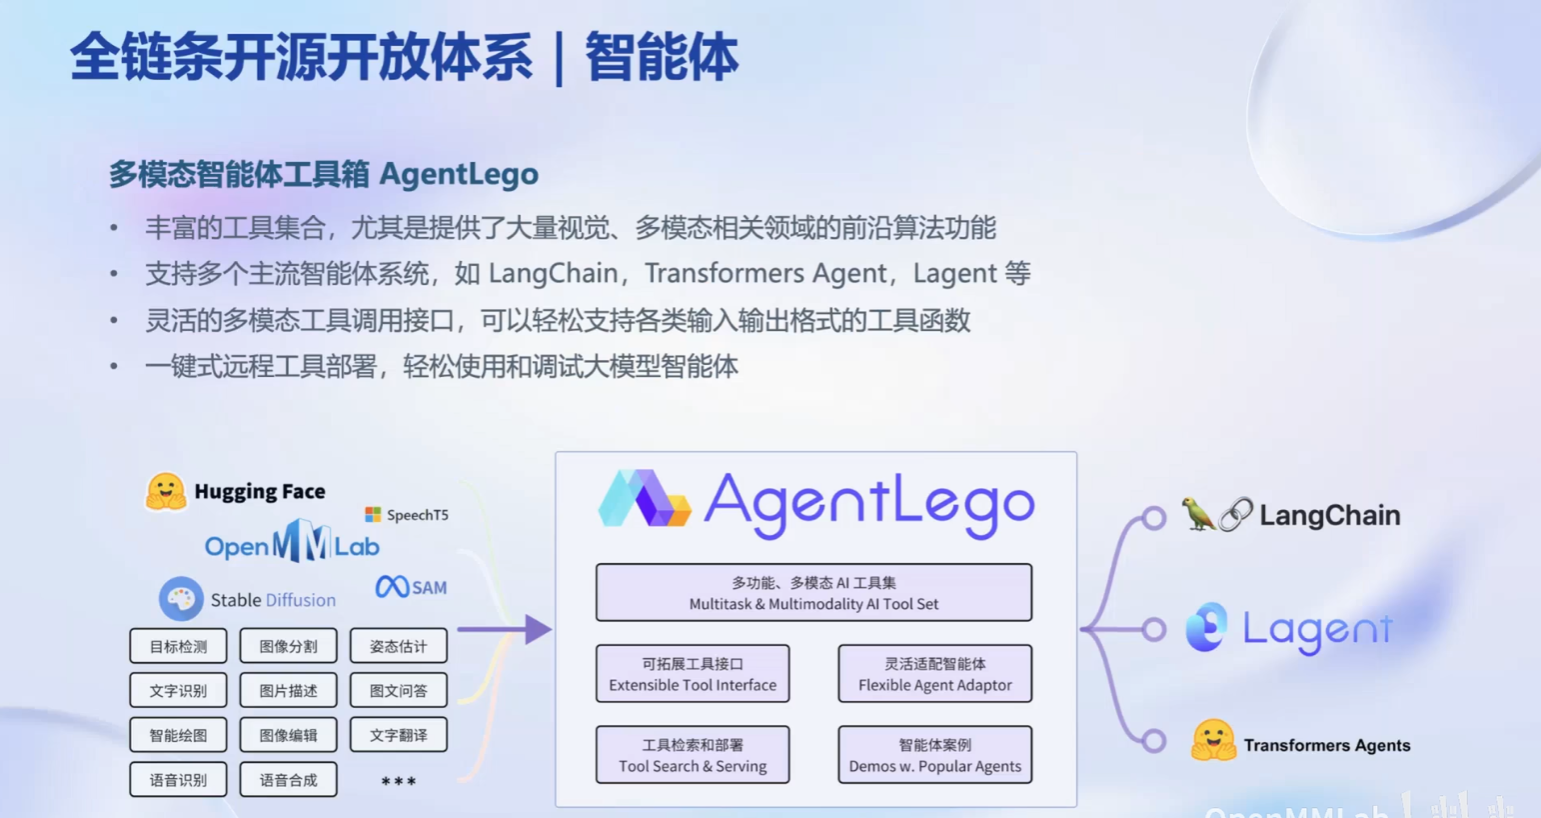 全链条开源开放体系 | 智能体
多模态智能体工具箱 AgentLego
• 丰富的工具集合，尤其是提供了大量视觉、多模态相关领域的前沿算法功能
• 支持多个主流智能体系统，如 LangChain，Transformers Agent，Lagent 等
• 灵活的多模态工具调用接口，可以轻松支持各类输入输出格式的工具函数
• 一键式远程工具部署，轻松使用和调试大模型智能体
Hugging Face
SpeechT5
OpenMMLab
SAM
Stable Diffusion
目标检测 图像分割 姿态估计
文字识别 图片描述 图文问答
智能绘图 图像编辑 文字翻译
语音识别 语音合成 ***
AgentLego
多功能、多模态 AI 工具集
Multitask & Multimodality AI Tool Set
可拓展工具接口
Extensible Tool Interface
灵活适配智能体
Flexible Agent Adaptor
工具检索和部署
Tool Search & Serving
智能体案例
Demos w. Popular Agents
LangChain
Lagent
Transformers Agents
OpenMMLab